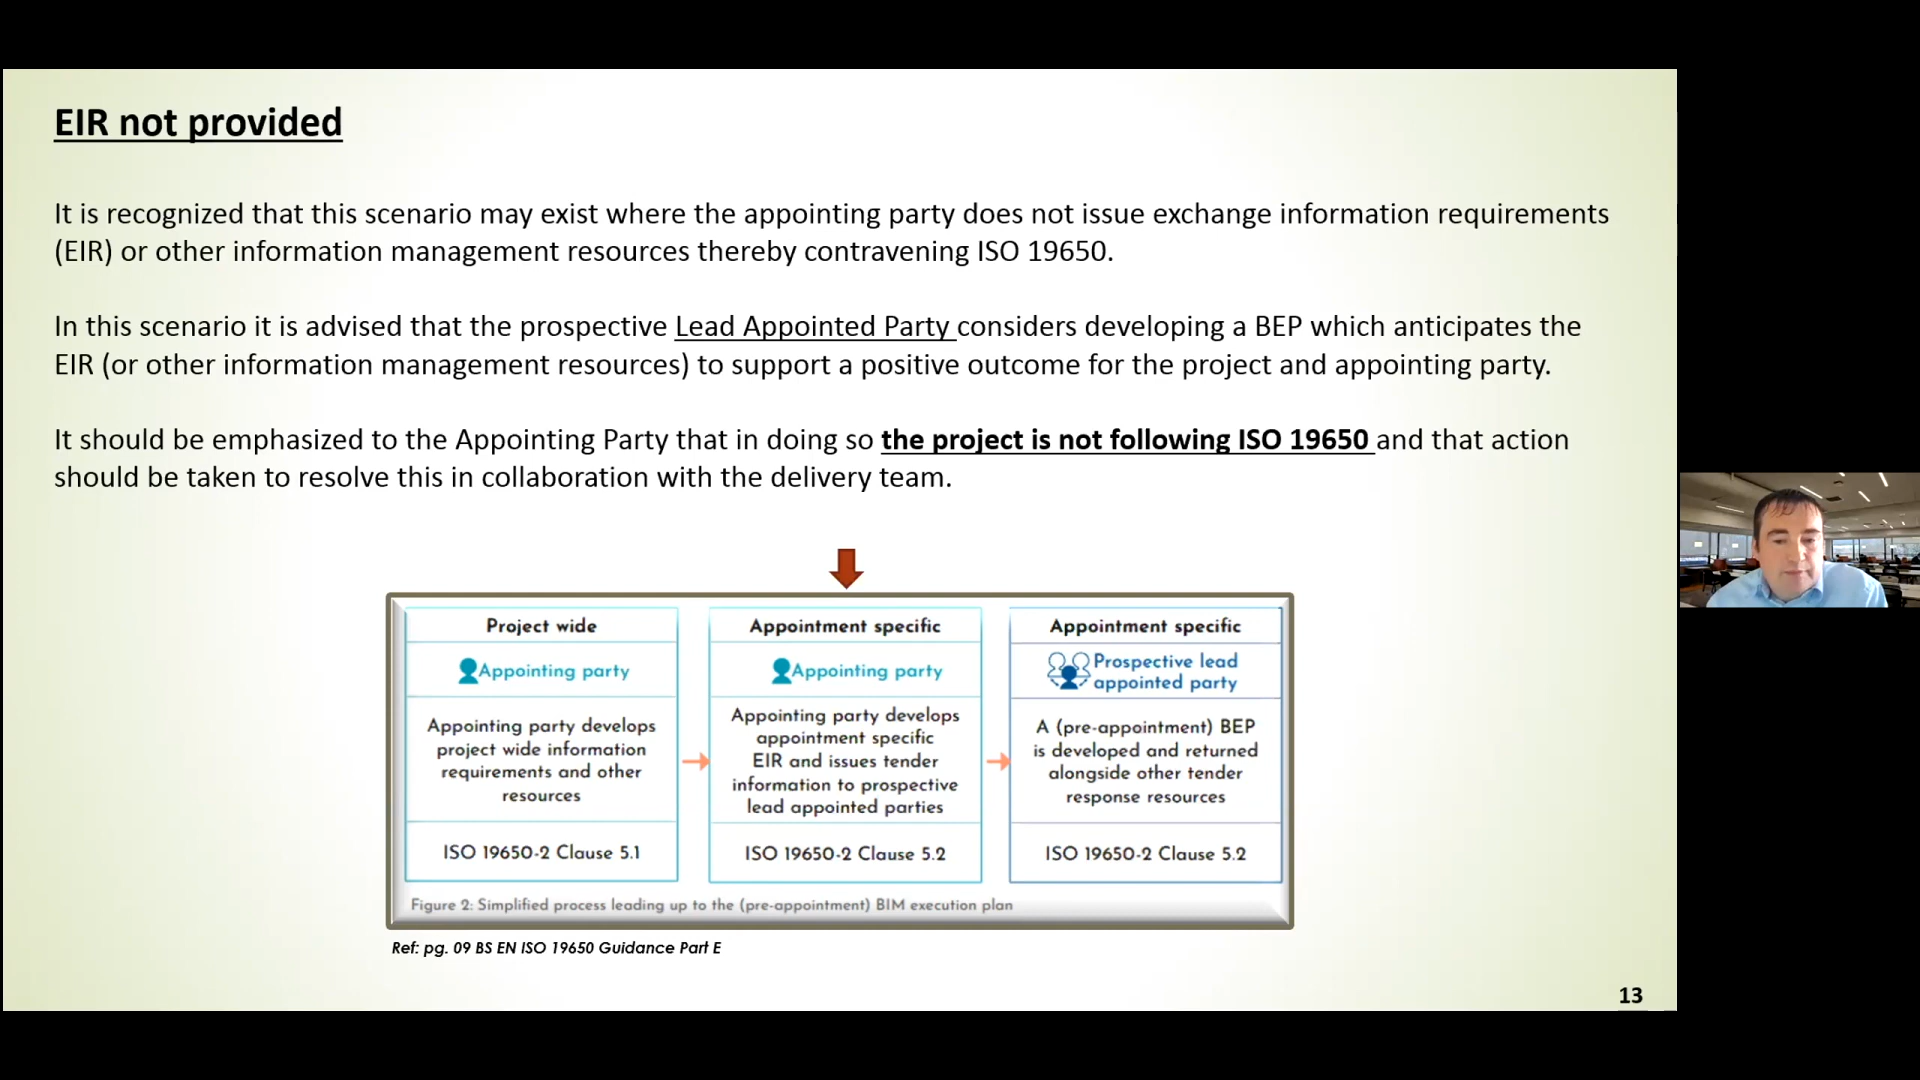 EIR not provided
It is recognized that this scenario may exist where the appointing party does not issue exchange information requirements
(EIR) or other information management resources thereby contravening ISO 19650.
In this scenario it is advised that the prospective Lead Appointed Party considers developing a BEP which anticipates the
EIR (or other information management resources) to support a positive outcome for the project and appointing party.
It should be emphasized to the Appointing Party that in doing so the project is not following ISO 19650 and that action
should be taken to resolve this in collaboration with the delivery team.
Project wide
Appointing party
Appointing party develops
project wide information
requirements and other
resources
ISO 19650-2 Clause 5.1
Appointment specific
Appointing party
Appointing party develops
appointment specific
EIR and issues tender
information to prospective
lead appointed parties
ISO 19650-2 Clause 5.2
Appointment specific
Prospective lead
appointed party
A (pre-appointment) BEP
is developed and returned
alongside other tender
response resources
ISO 19650-2 Clause 5.2
Figure 2: Simplified process leading up to the (pre-appointment) BIM execution plan
Ref: pg. 09 BS EN ISO 19650 Guidance Part E
13